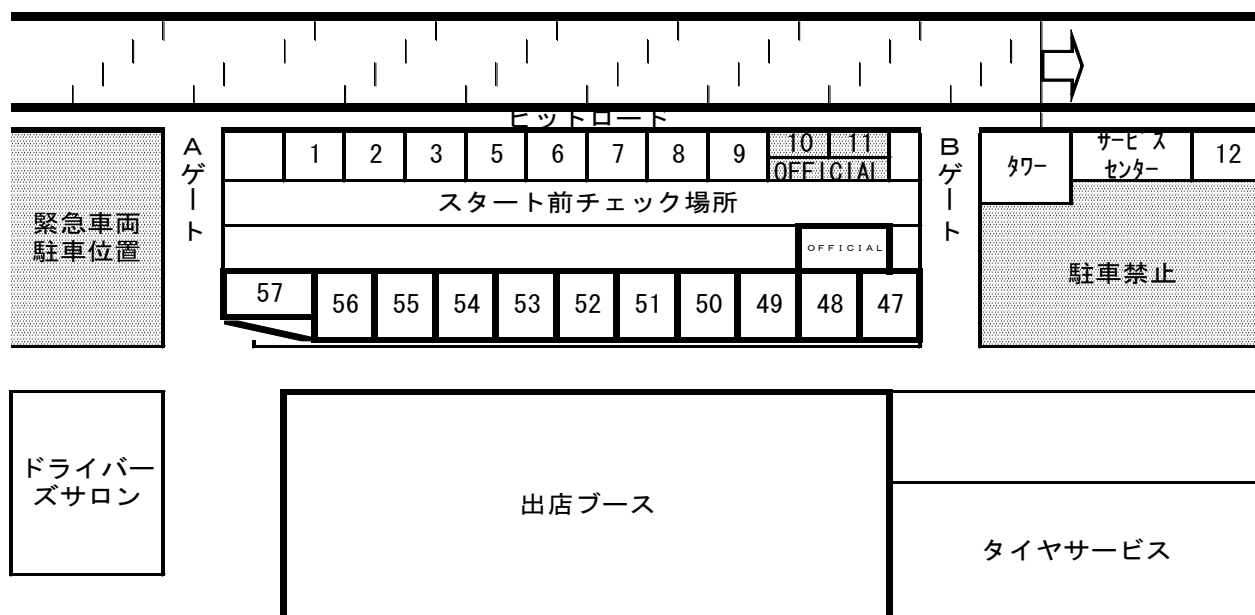 ピットロード
Aゲート
1 2 3 5 6 7 8 9 10 11
OFFICIAL
Bゲート
タワー
サービス
センター
12
スタート前チェック場所
緊急車両
駐車位置
OFFICIAL
駐車禁止
57 56 55 54 53 52 51 50 49 48 47
ドライバー
ズサロン
出店ブース
タイヤサービス